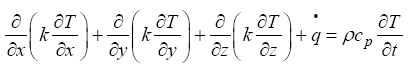 ∂/∂x (k ∂T/∂x) + ∂/∂y (k ∂T/∂y) + ∂/∂z (k ∂T/∂z) + q̇ = ρc_p ∂T/∂t